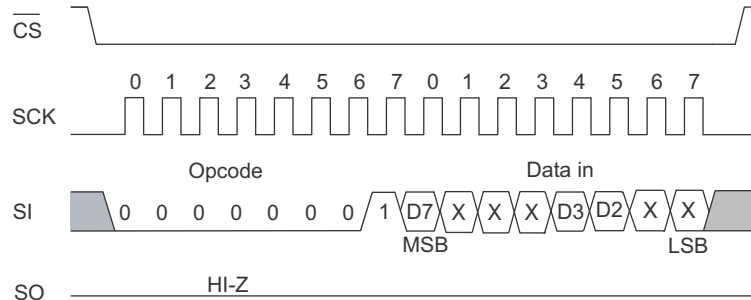 CS
0 1 2 3 4 5 6 7 0 1 2 3 4 5 6 7
SCK
Opcode Data in
SI 0 0 0 0 0 0 0 1 D7 X X X D3 D2 X X
MSB LSB
HI-Z
SO